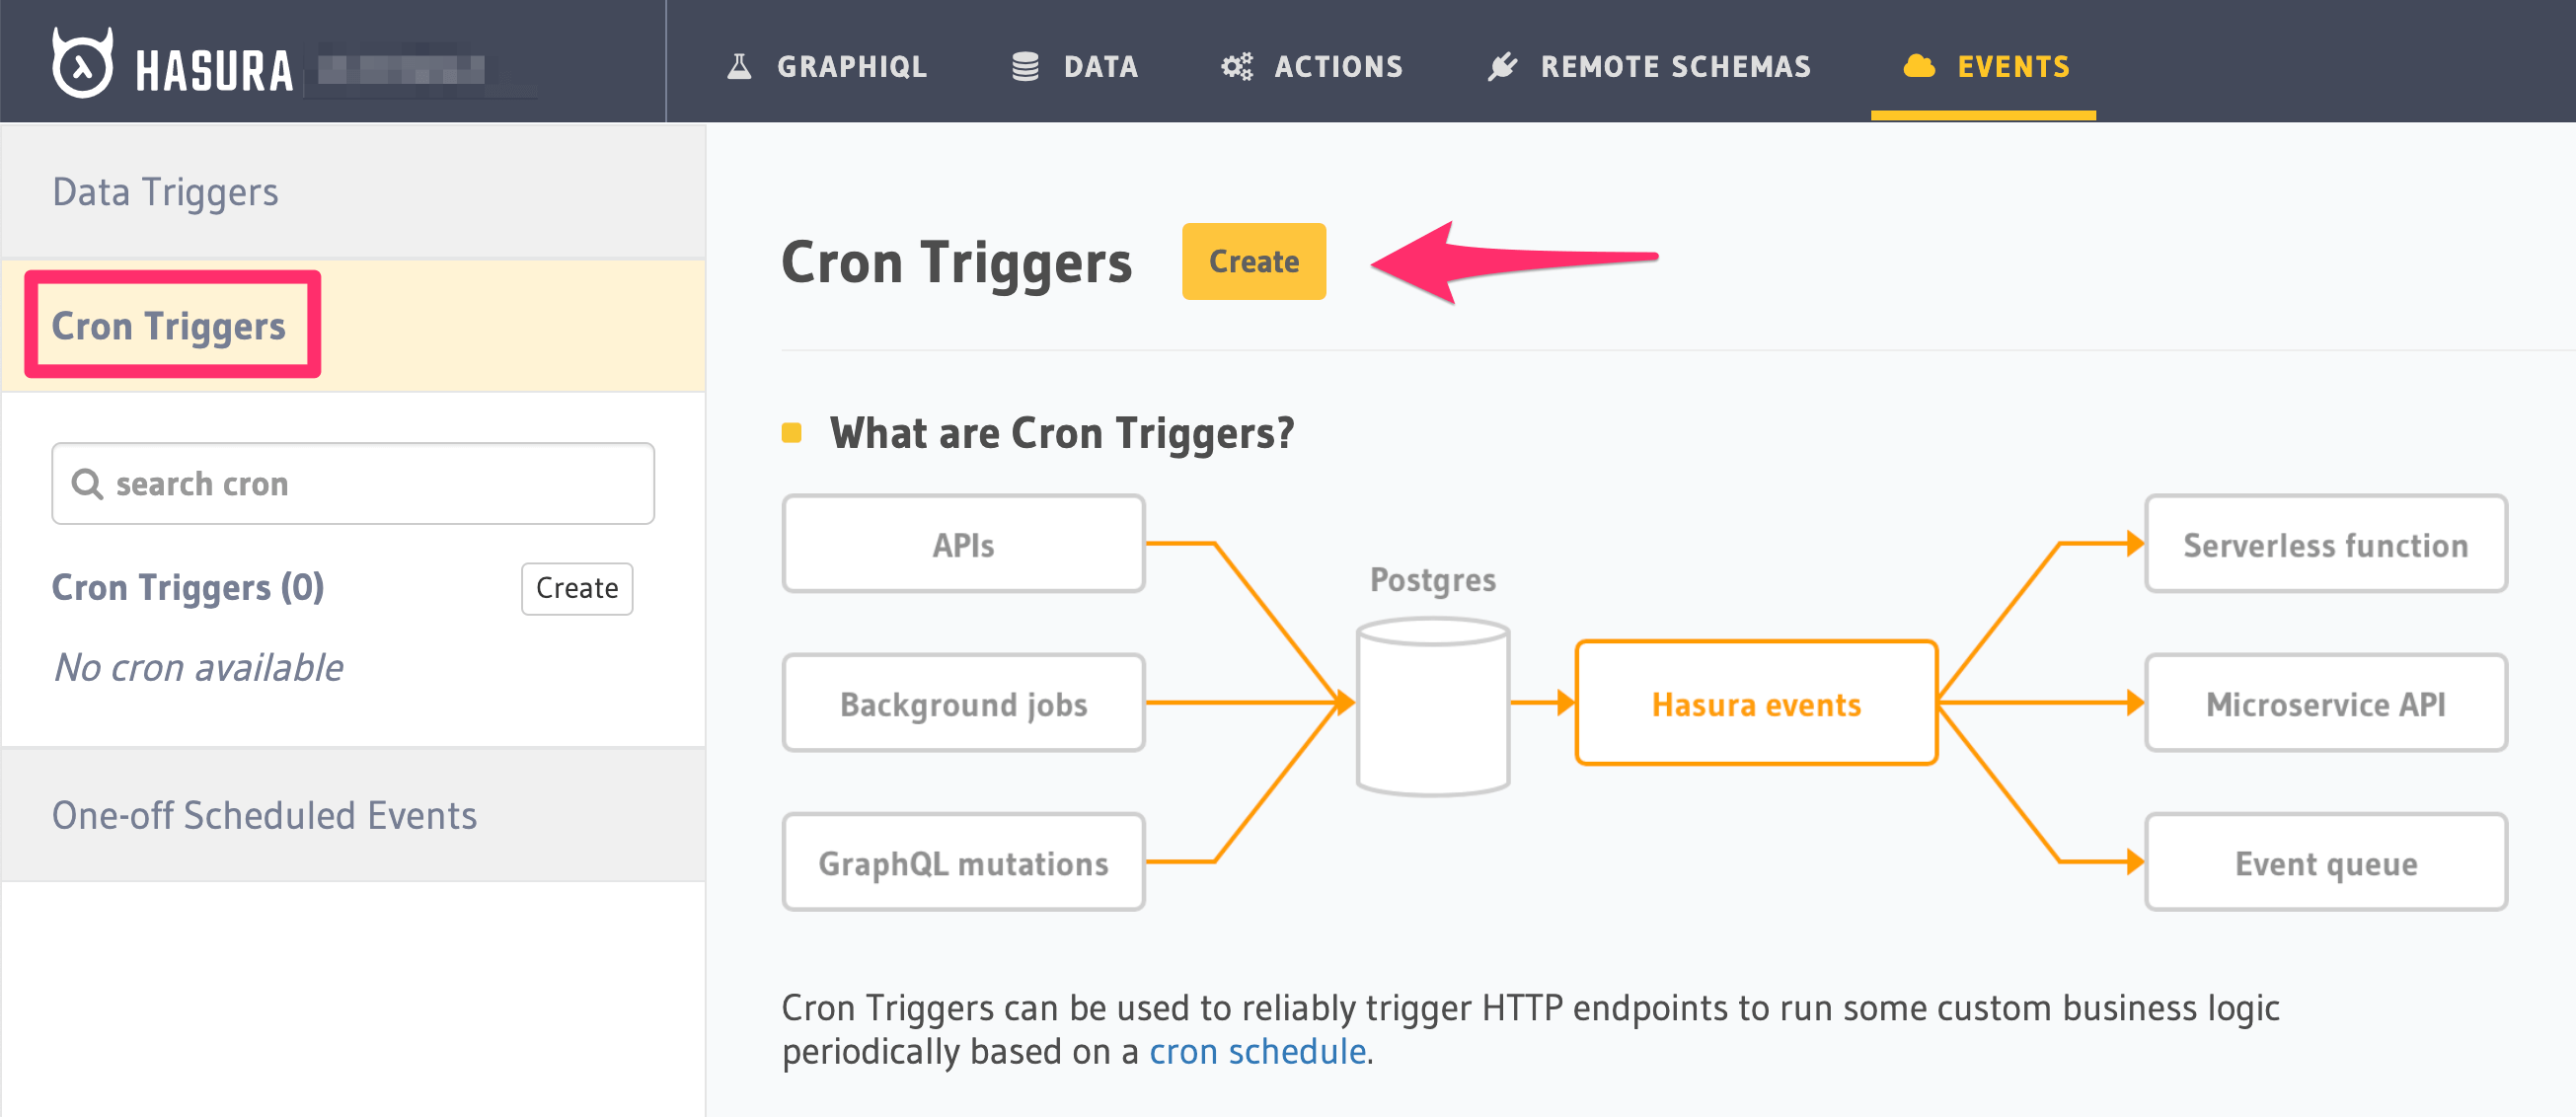 HASURA
GRAPHIQL
DATA
ACTIONS
REMOTE SCHEMAS
EVENTS
Data Triggers
Cron Triggers
search cron
Cron Triggers (0)
Create
No cron available
One-off Scheduled Events
Cron Triggers
Create
What are Cron Triggers?
APIs
Background jobs
GraphQL mutations
Postgres
Hasura events
Serverless function
Microservice API
Event queue
Cron Triggers can be used to reliably trigger HTTP endpoints to run some custom business logic
periodically based on a cron schedule.